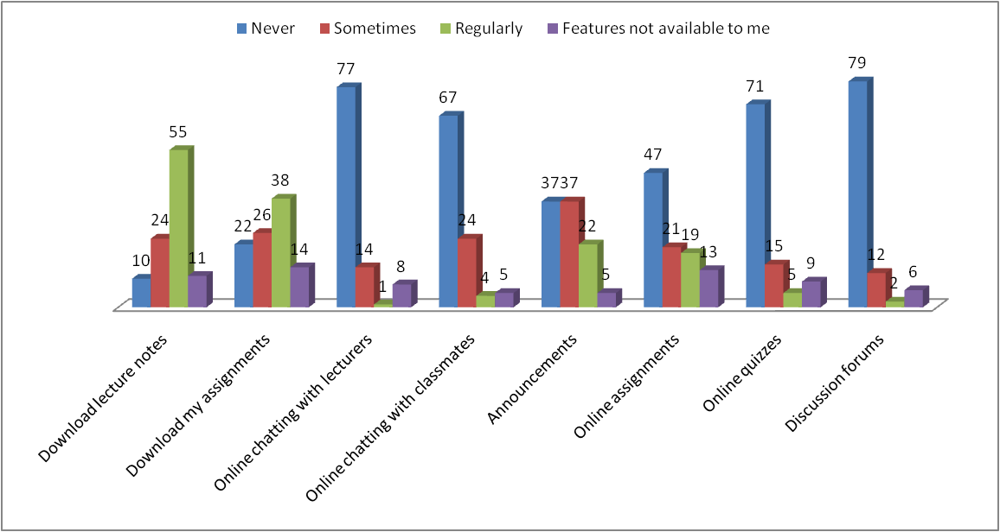 Never Sometimes Regularly Features not available to me
10 24 55 11
22 26 38 14
77 14 1 8
67 24 4 5
37 37 22 5
47 21 19 13
71 15 5 9
79 12 2 6
Download lecture notes
Download my assignments
Online chatting with lecturers
Online chatting with classmates
Announcements
Online assignments
Online quizzes
Discussion forums